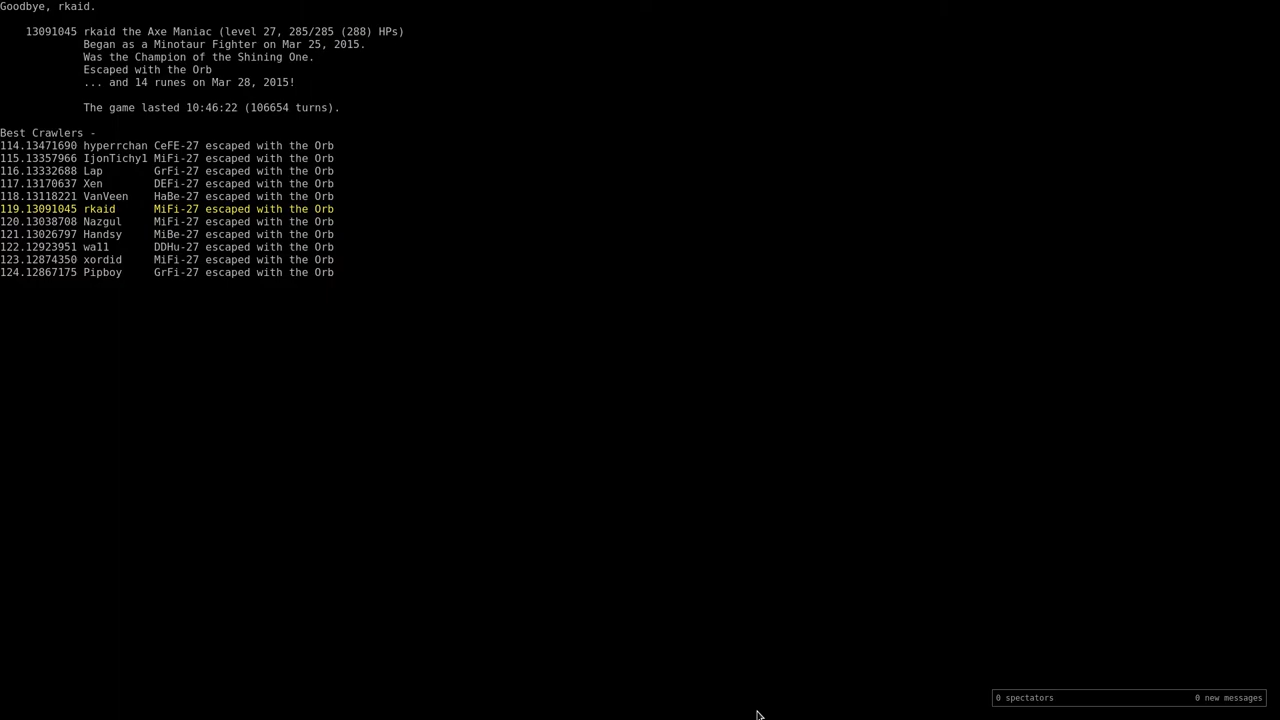 Goodbye, rkaid.
13091045 rkaid the Axe Maniac (level 27, 285/285 (288) HPs)
Began as a Minotaur Fighter on Mar 25, 2015.
Was the Champion of the Shining One.
Escaped with the Orb
... and 14 runes on Mar 28, 2015!
The game lasted 10:46:22 (106654 turns).
Best Crawlers -
114.13471690 hyperrchan CeFE-27 escaped with the Orb
115.13357966 IjonTichy1 MiFi-27 escaped with the Orb
116.13332688 Lap GrFi-27 escaped with the Orb
117.13170637 Xen DEFi-27 escaped with the Orb
118.13118221 VanVeen HaBe-27 escaped with the Orb
119.13091045 rkaid MiFi-27 escaped with the Orb
120.13038708 Nazgul MiFi-27 escaped with the Orb
121.13026797 Handsy MiBe-27 escaped with the Orb
122.12923951 wa11 DDHu-27 escaped with the Orb
123.12874350 xordid MiFi-27 escaped with the Orb
124.12867175 Pipboy GrFi-27 escaped with the Orb
0 spectators 0 new messages